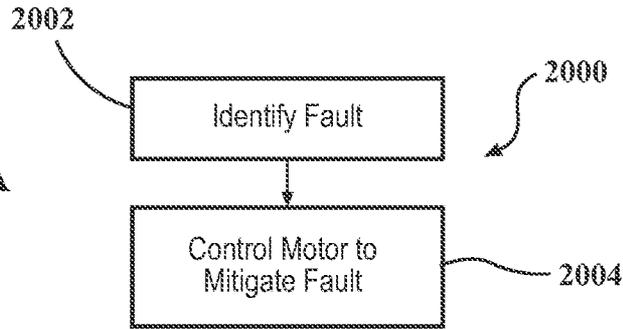 2002
2000
Identify Fault
Control Motor to
Mitigate Fault
2004